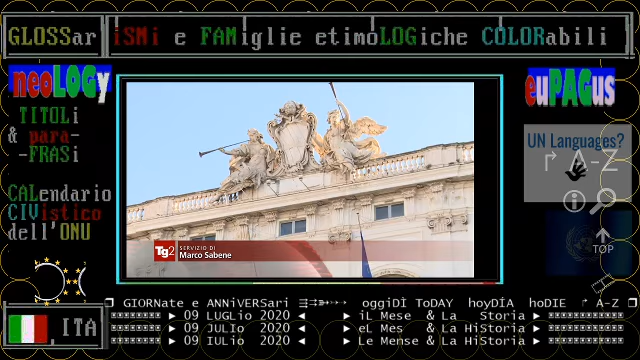 GLOSSar iSMi e FAMiglie etimoLOGiche COLORabili
neoLOGy
TITOLi
& para-
-FRASi
CALendario
CIVistico
dell'ONU
euPAGus
UN Languages?
A-Z
TOP
Tg2 SERVIZIO DI
Marco Sabene
GIORNate e ANNiVERSari oggiDÌ ToDAY hoyDÍA hoDIE A-Z
09 LUGLio 2020 iL Mese & La Storia
09 JULIo 2020 eL Mes & La HiStoria
09 IULio 2020 Le Mense & La HiStoria
, ITA